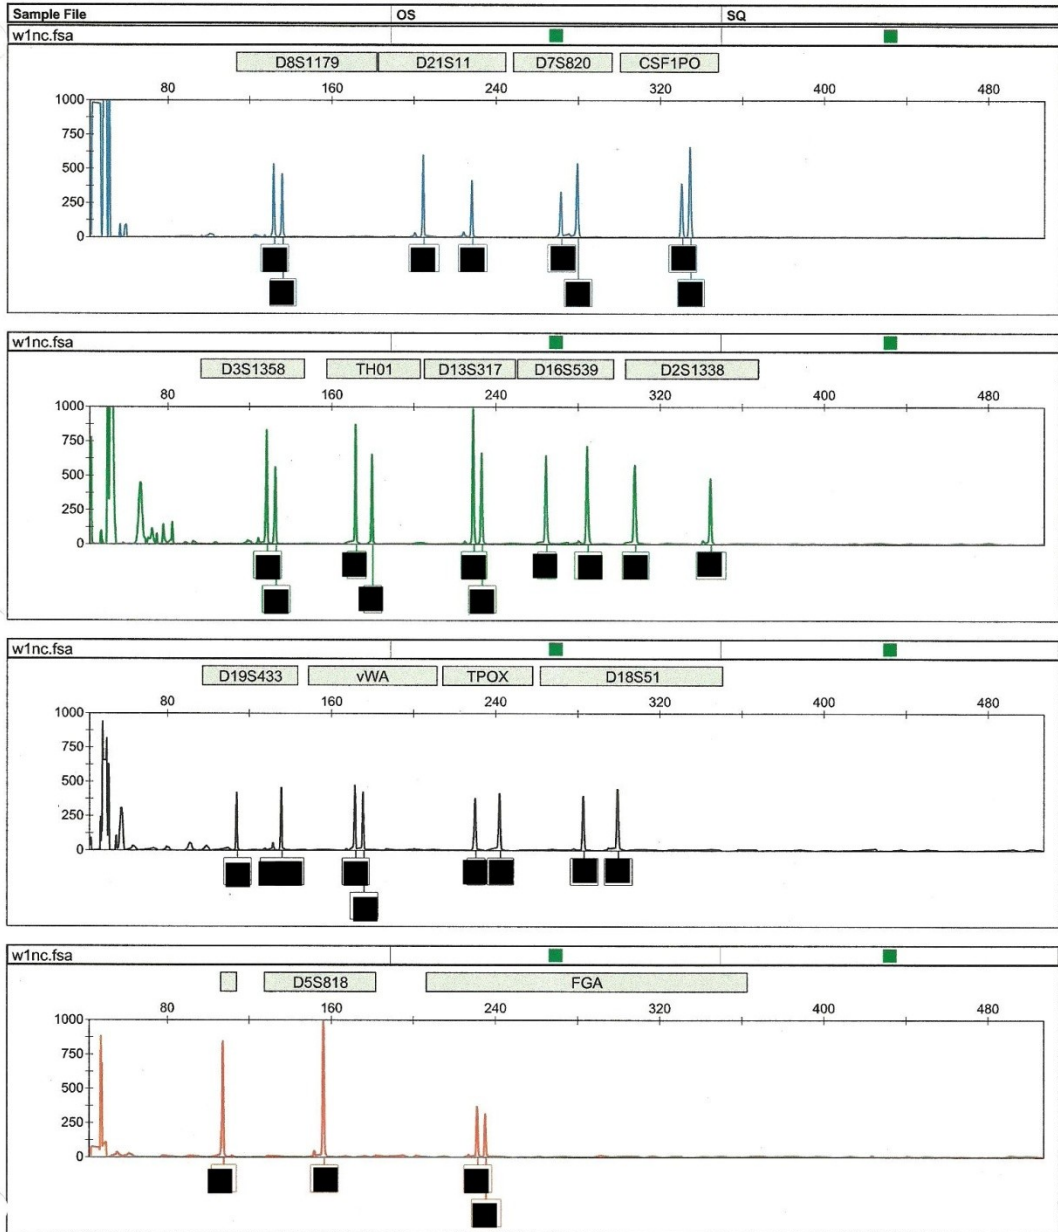 Sample File OS SQ
w1nc.fsa
D8S1179 D21S11 D7S820 CSF1PO
80 160 240 320 400 480
1000
750
500
250
0
w1nc.fsa
D3S1358 TH01 D13S317 D16S539 D2S1338
80 160 240 320 400 480
1000
750
500
250
0
w1nc.fsa
D19S433 vWA TPOX D18S51
80 160 240 320 400 480
1000
750
500
250
0
w1nc.fsa
D5S818 FGA
80 160 240 320 400 480
1000
750
500
250
0